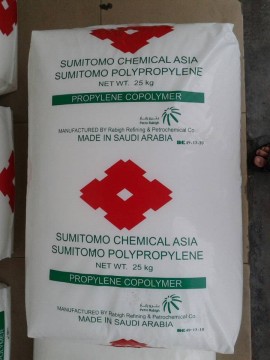 SUMITOMO CHEMICAL ASIA
SUMITOMO POLYPROPYLENE
NET WT. 25 kg
PROPYLENE COPOLYMER
MANUFACTURED BY Rabigh Refining & Petrochemical Co.
MADE IN SAUDI ARABIA
SUMITOMO CHEMICAL ASIA
SUMITOMO POLYPROPYLENE
NET WT. 25 kg
PROPYLENE COPOLYMER
MANUFACTURED BY Rabigh Refining & Petrochemical Co.
MADE IN SAUDI ARABIA